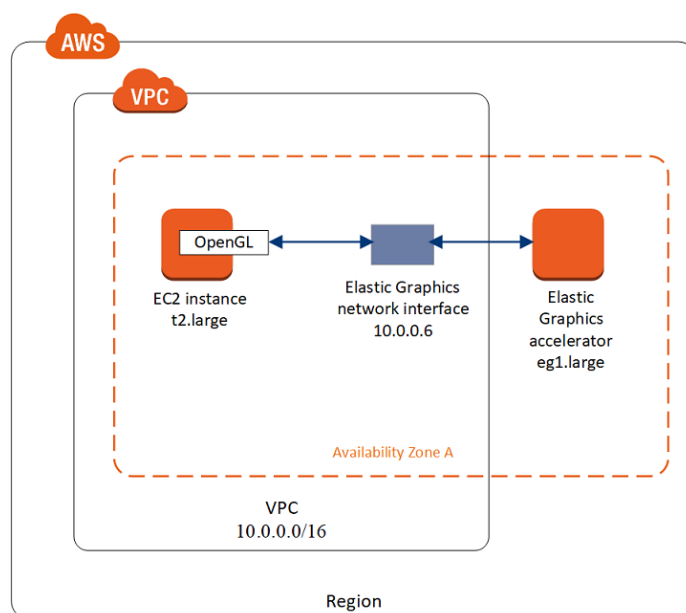 AWS
VPC
OpenGL
EC2 instance
t2.large
Elastic Graphics
network interface
10.0.0.6
Elastic
Graphics
accelerator
eg1.large
Availability Zone A
VPC
10.0.0.0/16
Region